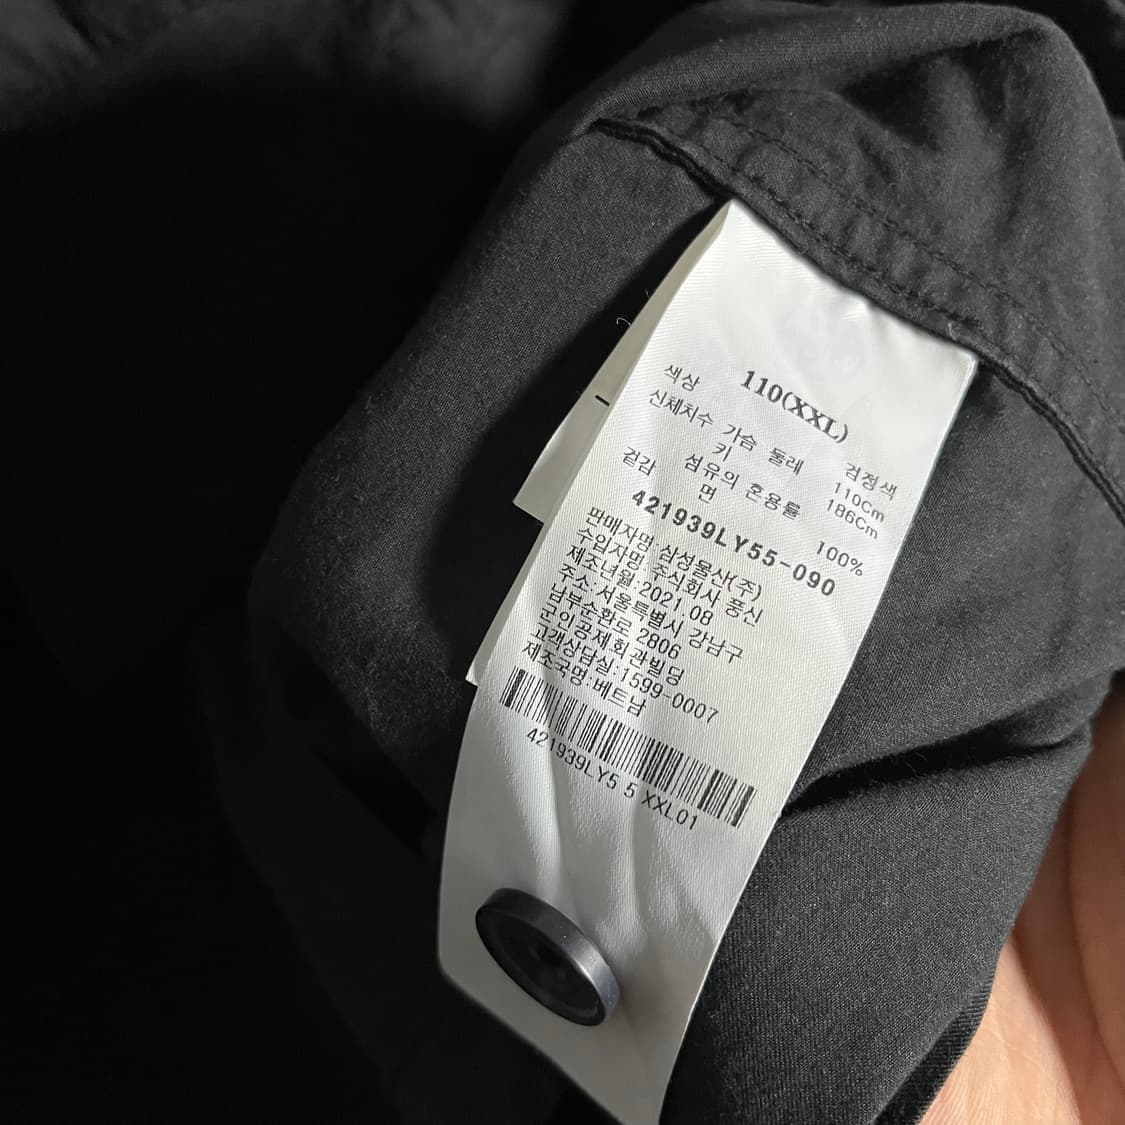 110(XXL)
색상 검정색
신체치수 가슴 둘레 110Cm
키 186Cm
섬유의 혼용률
겉감 면 100%
421939LY55-090
판매자명:삼성물산(주)
수입자명:주식회사 풍신
제조년월:2021.08
주소:서울특별시 강남구
남부순환로 2806
군인공제회관빌딩
고객상담실:1599-0007
제조국명:베트남
421939LY5 5 XXL01